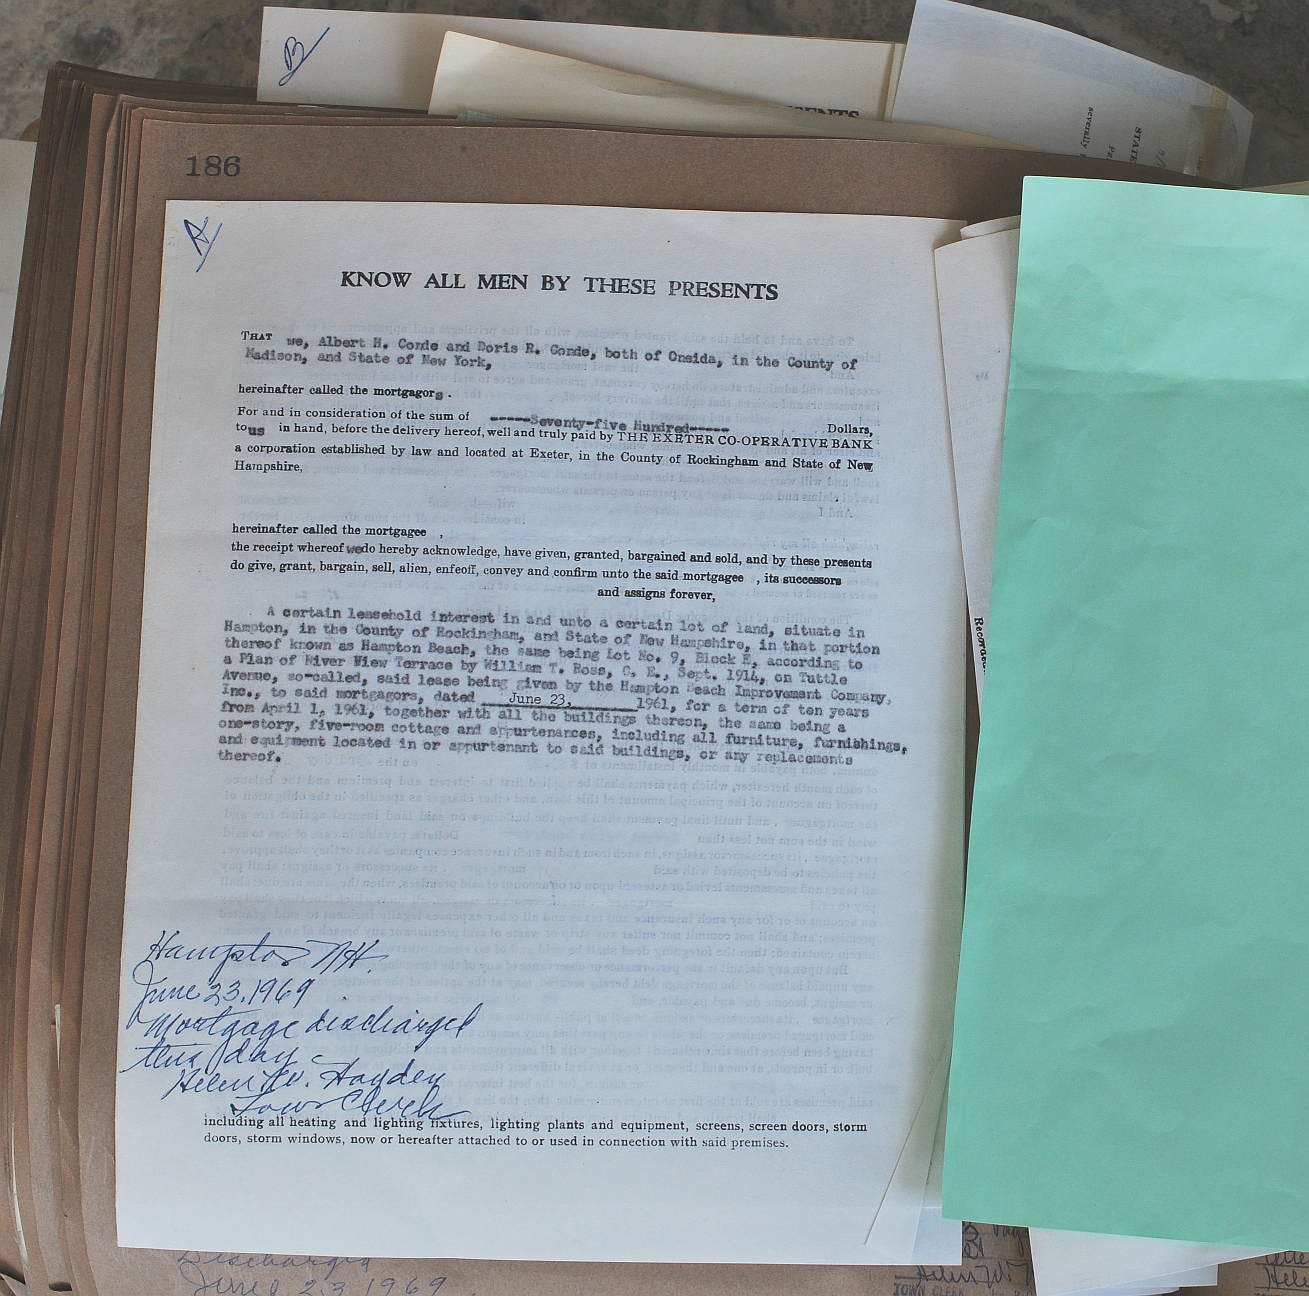 B
ENTS
STATE
severally
186
A
KNOW ALL MEN BY THESE PRESENTS
THAT we, Albert H. Conde and Doris R. Conde, both of Oneida, in the County of
Madison, and State of New York,
hereinafter called the mortgagors.
For and in consideration of the sum of -----Seventy-five Hundred----- Dollars,
to us in hand, before the delivery hereof, well and truly paid by THE EXETER CO-OPERATIVE BANK
a corporation established by law and located at Exeter, in the County of Rockingham and State of New
Hampshire,
hereinafter called the mortgagee ,
the receipt whereof we do hereby acknowledge, have given, granted, bargained and sold, and by these presents
do give, grant, bargain, sell, alien, enfeoff, convey and confirm unto the said mortgagee , its successors
and assigns forever,
A certain leasehold interest in and unto a certain lot of land, situate in
Hampton, in the County of Rockingham, and State of New Hampshire, in that portion
thereof known as Hampton Beach, the same being Lot No. 9, Block E, according to
a Plan of River View Terrace by William T. Ross, C. E., Sept. 1914, on Tuttle
Avenue, so-called, said lease being given by the Hampton Beach Improvement Company,
Inc., to said mortgagors, dated June 23, 1961, for a term of ten years
from April 1, 1961, together with all the buildings thereon, the same being a
one-story, five-room cottage and appurtenances, including all furniture, furnishings,
and equipment located in or appurtenant to said buildings, or any replacements
thereof.
Hampton N.H.
June 23, 1969
Mortgage discharged
this day
Helen W. Hayden
Town Clerk
including all heating and lighting fixtures, lighting plants and equipment, screens, screen doors, storm
doors, storm windows, now or hereafter attached to or used in connection with said premises.
Discharged
June 23 1969
Helen W.
TOWN CLERK